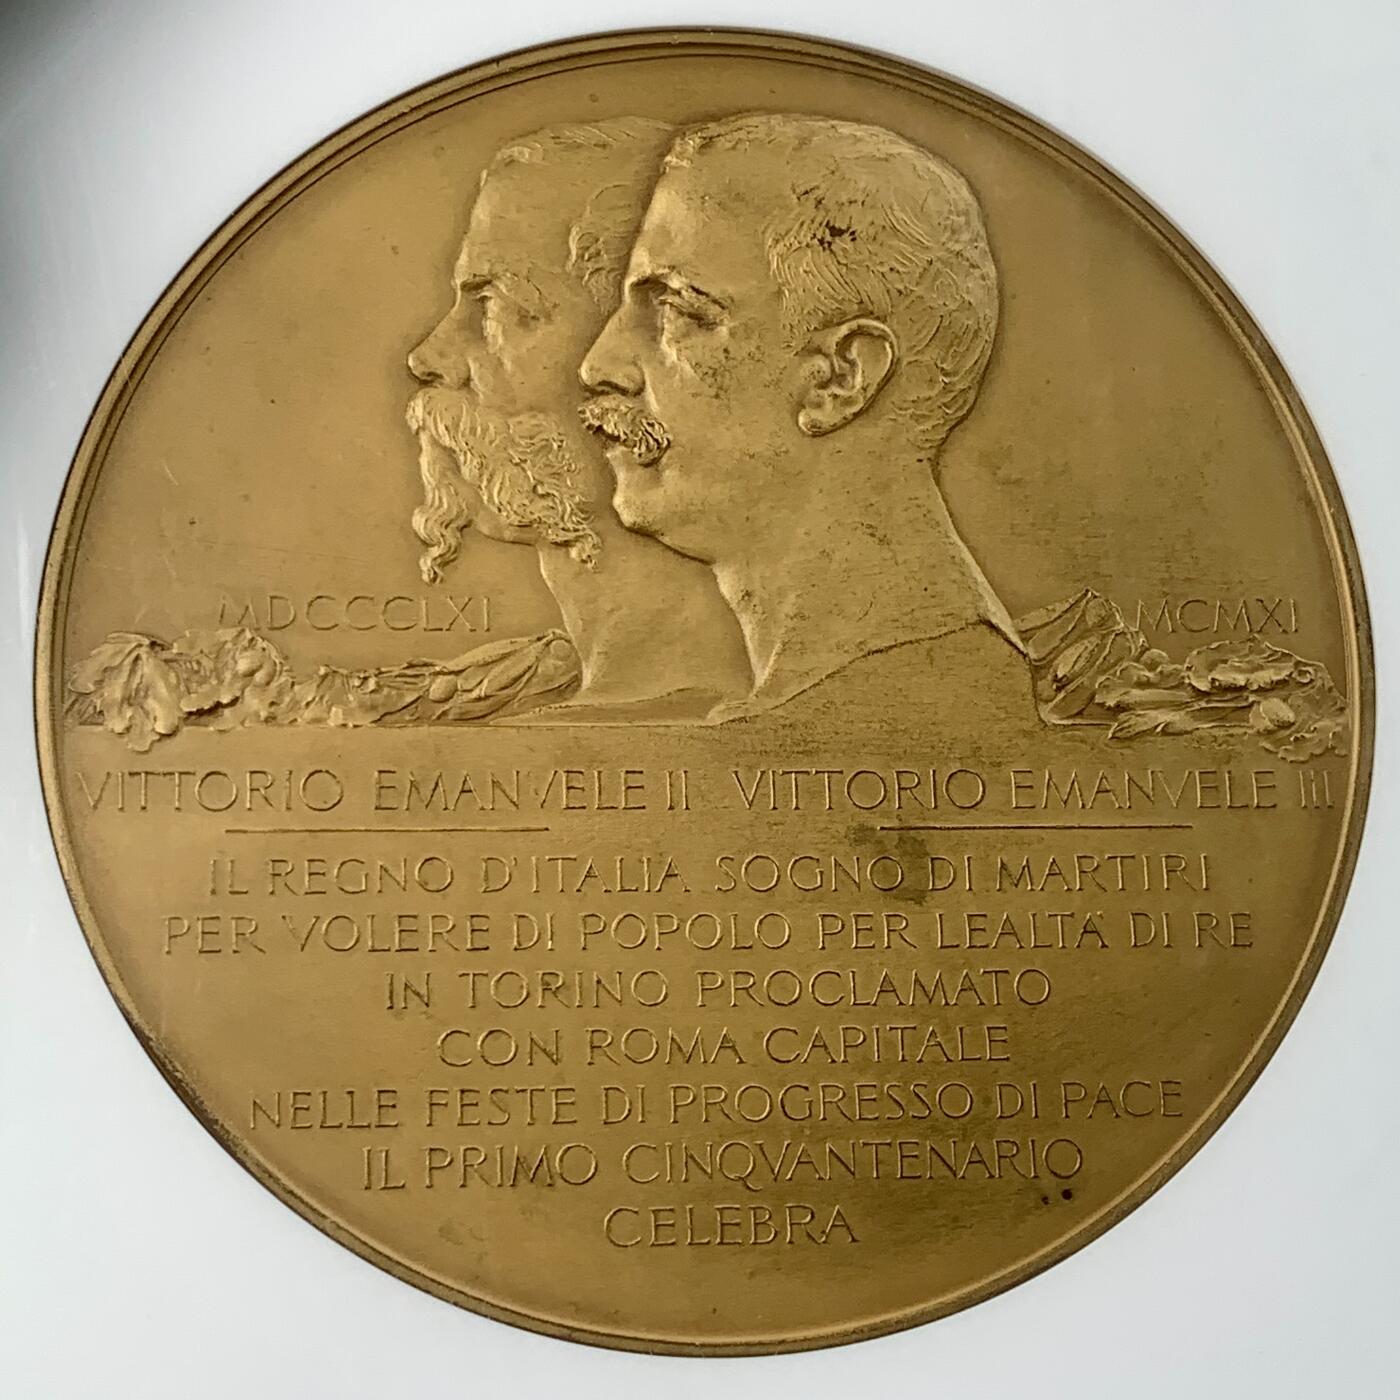 MDCCCLXI MCMXI
VITTORIO EMANVELE II VITTORIO EMANVELE III
IL REGNO D'ITALIA SOGNO DI MARTIRI
PER VOLERE DI POPOLO PER LEALTÀ DI RE
IN TORINO PROCLAMATO
CON ROMA CAPITALE
NELLE FESTE DI PROGRESSO DI PACE
IL PRIMO CINQVANTENARIO
CELEBRA